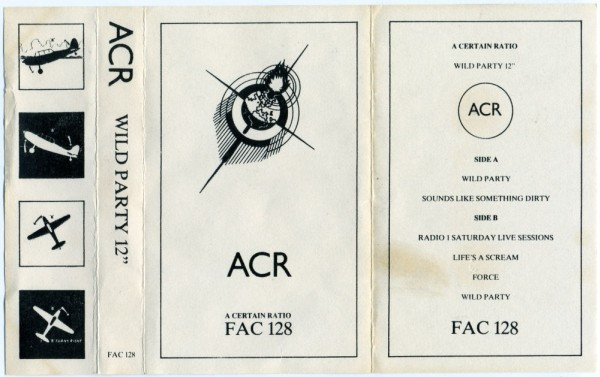 ACR
WILD PARTY 12"
FAC 128
ACR
A CERTAIN RATIO
FAC 128
A CERTAIN RATIO
WILD PARTY 12"
ACR
SIDE A
WILD PARTY
SOUNDS LIKE SOMETHING DIRTY
SIDE B
RADIO 1 SATURDAY LIVE SESSIONS
LIFE'S A SCREAM
FORCE
WILD PARTY
FAC 128